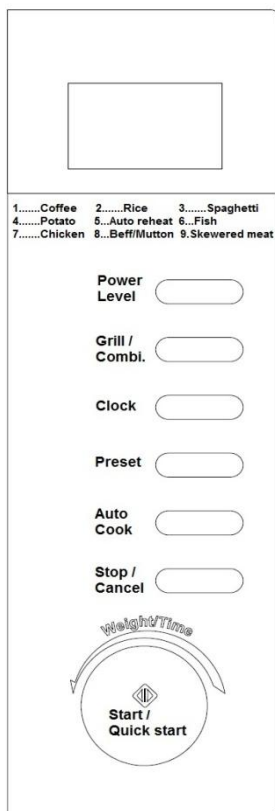 1.......Coffee 2.......Rice 3.......Spaghetti
4.......Potato 5...Auto reheat 6...Fish
7.......Chicken 8...Beff/Mutton 9.Skewered meat
Power
Level
Grill /
Combi.
Clock
Preset
Auto
Cook
Stop /
Cancel
Weight/Time
Start /
Quick start